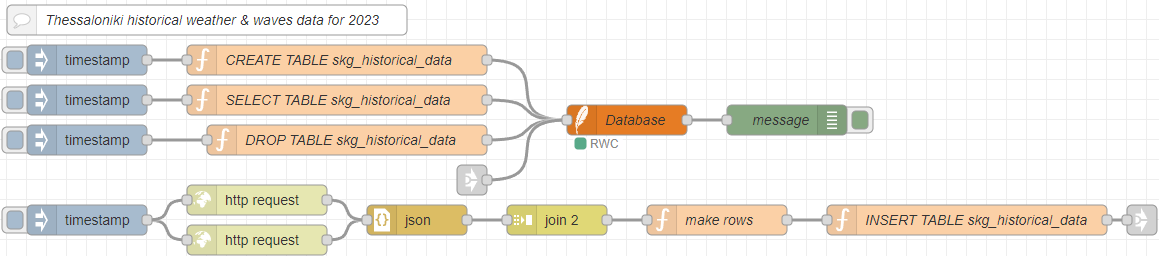 Thessaloniki historical weather & waves data for 2023
timestamp
CREATE TABLE skg_historical_data
timestamp
SELECT TABLE skg_historical_data
Database
message
timestamp
DROP TABLE skg_historical_data
RWC
timestamp
http request
json
join 2
make rows
INSERT TABLE skg_historical_data
http request